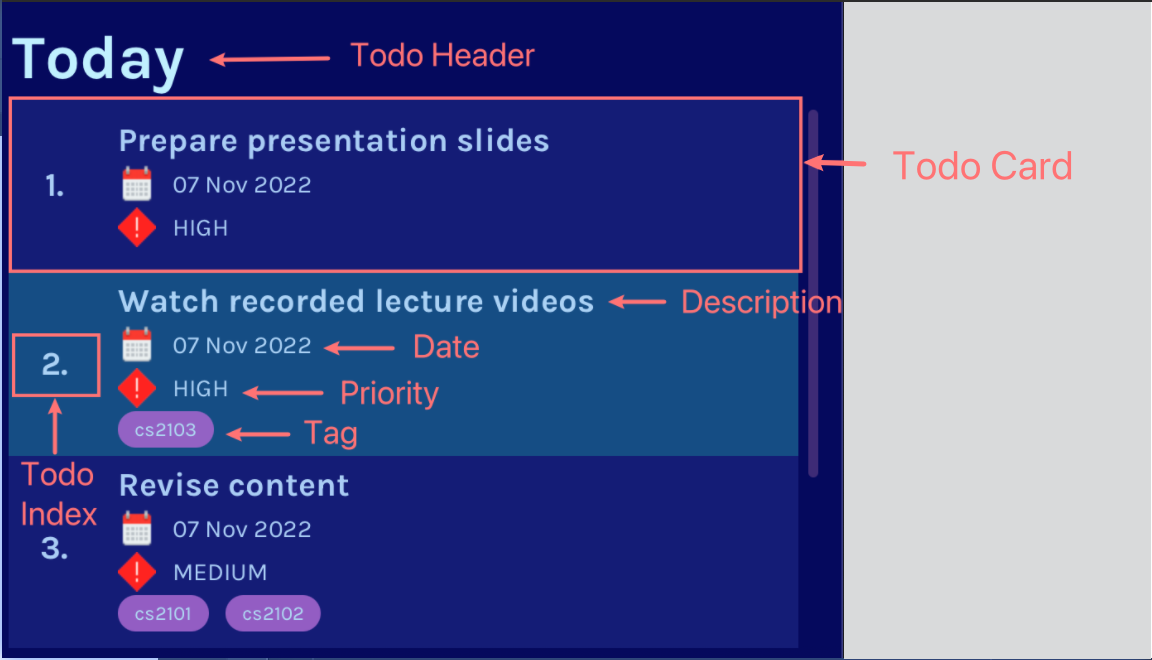 Today
Todo Header
Prepare presentation slides
1.
07 Nov 2022
HIGH
Todo Card
Watch recorded lecture videos
Description
2.
07 Nov 2022
Date
HIGH
Priority
cs2103
Tag
Todo
Index
Revise content
3.
07 Nov 2022
MEDIUM
cs2101
cs2102